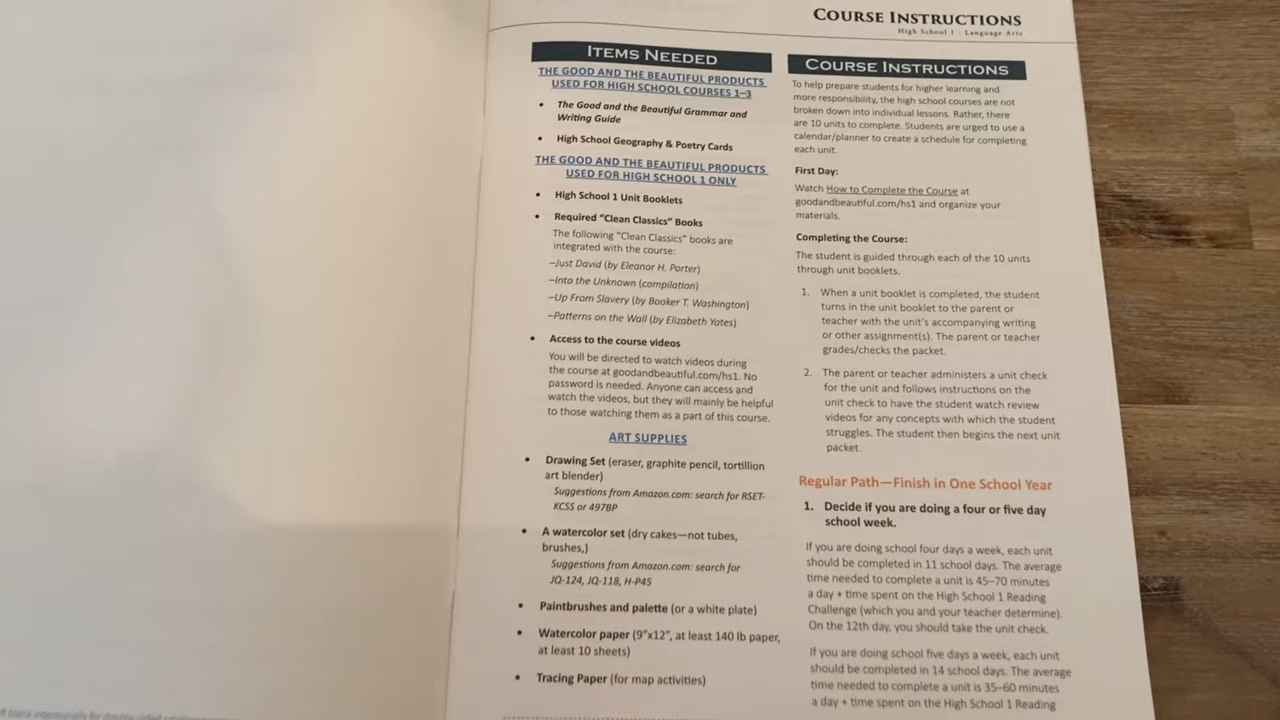 COURSE INSTRUCTIONS
High School 1 - Language Arts
ITEMS NEEDED
THE GOOD AND THE BEAUTIFUL PRODUCTS
USED FOR HIGH SCHOOL COURSES 1–3
• The Good and the Beautiful Grammar and
Writing Guide
• High School Geography & Poetry Cards
THE GOOD AND THE BEAUTIFUL PRODUCTS
USED FOR HIGH SCHOOL 1 ONLY
• High School 1 Unit Booklets
• Required “Clean Classics” Books
The following “Clean Classics” books are
integrated with the course:
–Just David (by Eleanor H. Porter)
–Into the Unknown (compilation)
–Up From Slavery (by Booker T. Washington)
–Patterns on the Wall (by Elizabeth Yates)
• Access to the course videos
You will be directed to watch videos during
the course at goodandbeautiful.com/hs1. No
password is needed. Anyone can access and
watch the videos, but they will mainly be helpful
to those watching them as a part of this course.
ART SUPPLIES
• Drawing Set (eraser, graphite pencil, tortillion
art blender)
Suggestions from Amazon.com: search for RSET-
KCSS or 497BP
• A watercolor set (dry cakes—not tubes,
brushes,)
Suggestions from Amazon.com: search for
JQ-124, JQ-118, H-P45
• Paintbrushes and palette (or a white plate)
• Watercolor paper (9”x12”, at least 140 lb paper,
at least 10 sheets)
• Tracing Paper (for map activities)
COURSE INSTRUCTIONS
To help prepare students for higher learning and
more responsibility, the high school courses are not
broken down into individual lessons. Rather, there
are 10 units to complete. Students are urged to use a
calendar/planner to create a schedule for completing
each unit.
First Day:
Watch How to Complete the Course at
goodandbeautiful.com/hs1 and organize your
materials.
Completing the Course:
The student is guided through each of the 10 units
through unit booklets.
1. When a unit booklet is completed, the student
turns in the unit booklet to the parent or
teacher with the unit’s accompanying writing
or other assignment(s). The parent or teacher
grades/checks the packet.
2. The parent or teacher administers a unit check
for the unit and follows instructions on the
unit check to have the student watch review
videos for any concepts with which the student
struggles. The student then begins the next unit
packet.
Regular Path—Finish in One School Year
1. Decide if you are doing a four or five day
school week.
If you are doing school four days a week, each unit
should be completed in 11 school days. The average
time needed to complete a unit is 45–70 minutes
a day + time spent on the High School 1 Reading
Challenge (which you and your teacher determine).
On the 12th day, you should take the unit check.
If you are doing school five days a week, each unit
should be completed in 14 school days. The average
time needed to complete a unit is 35–60 minutes
a day + time spent on the High School 1 Reading